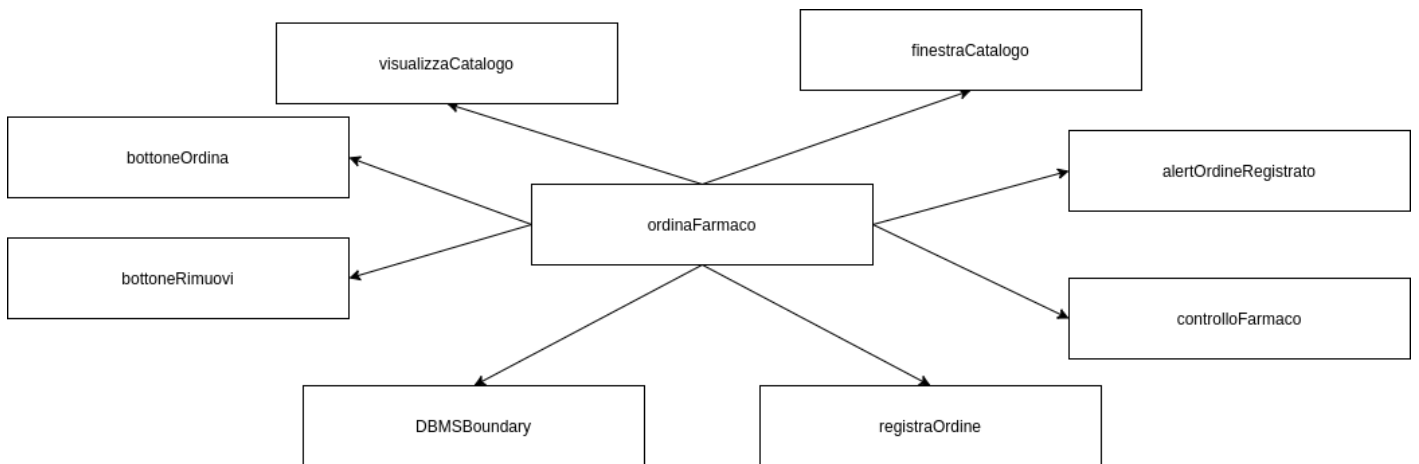 finestraCatalogo
visualizzaCatalogo
bottoneOrdina
alertOrdineRegistrato
ordinaFarmaco
bottoneRimuovi
controlloFarmaco
DBMSBoundary
registraOrdine